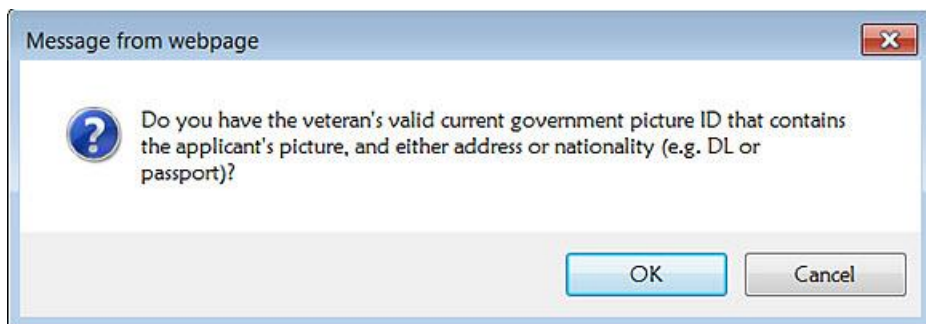 Message from webpage
Do you have the veteran's valid current government picture ID that contains
the applicant's picture, and either address or nationality (e.g. DL or
passport)?
OK
Cancel